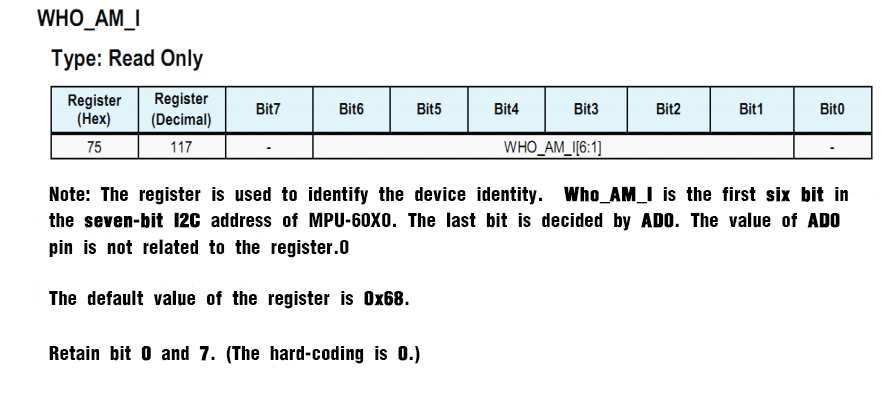 WHO_AM_I
Type: Read Only
Register (Hex) Register (Decimal) Bit7 Bit6 Bit5 Bit4 Bit3 Bit2 Bit1 Bit0
75 117 - WHO_AM_I[6:1] -
Note: The register is used to identify the device identity. Who_AM_I is the first six bit in
the seven-bit I2C address of MPU-60X0. The last bit is decided by AD0. The value of AD0
pin is not related to the register.0
The default value of the register is 0x68.
Retain bit 0 and 7. (The hard-coding is 0.)